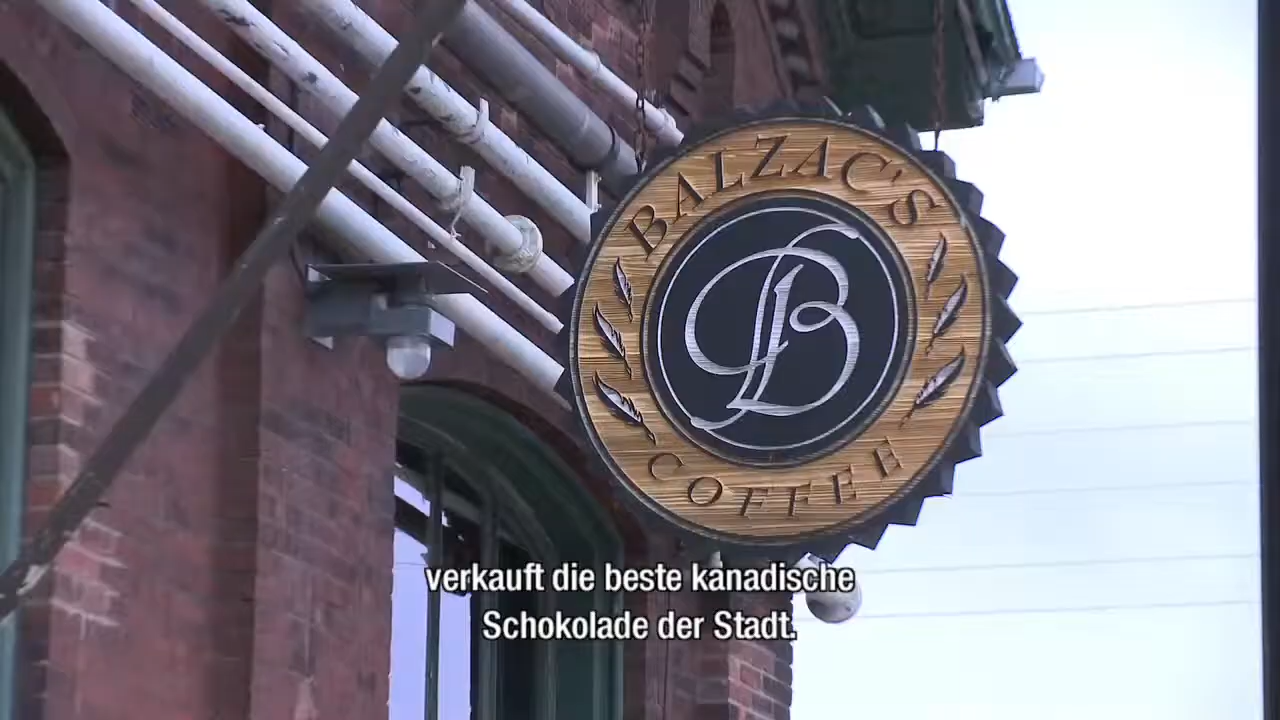 BALZAC'S
B
COFFEE
verkauft die beste kanadische
Schokolade der Stadt.